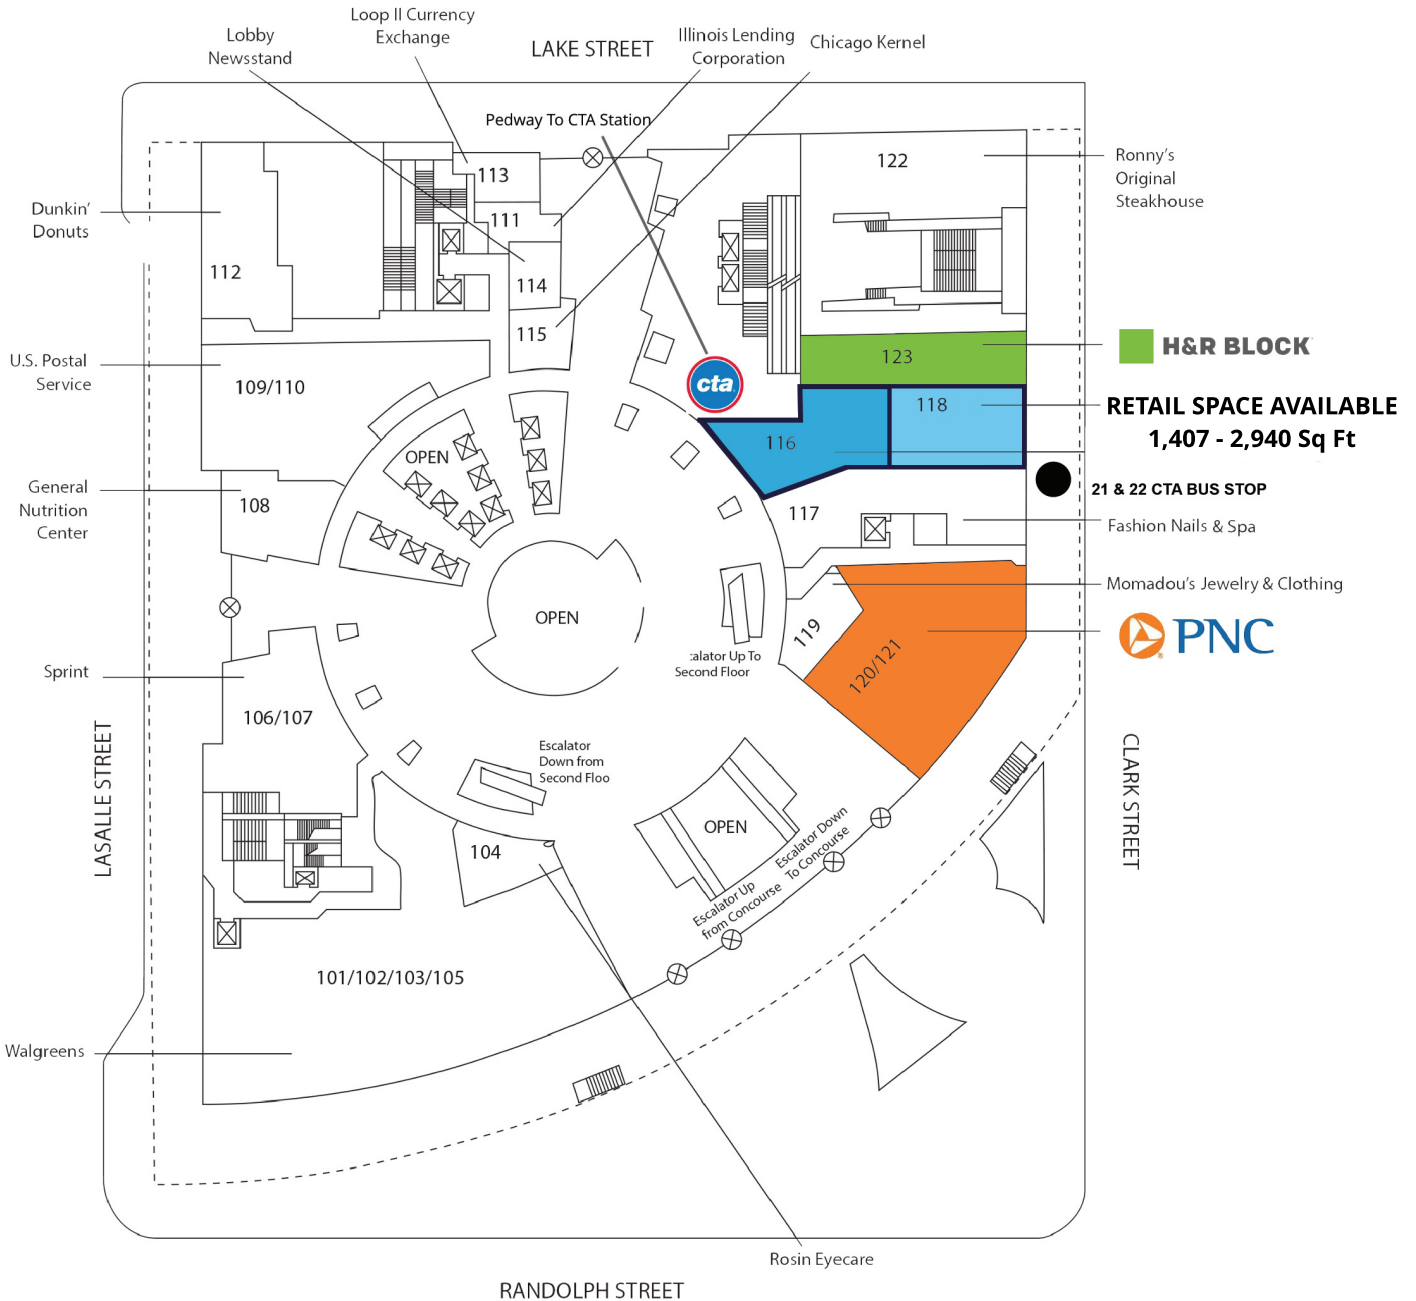 Loop II Currency
Exchange
Lobby
Newsstand
LAKE STREET
Illinois Lending
Corporation
Chicago Kernel
Pedway To CTA Station
122
Ronny's
Original
Steakhouse
113
111
Dunkin'
Donuts
112
114
115
H&R BLOCK
123
U.S. Postal
Service
109/110
cta
118
RETAIL SPACE AVAILABLE
1,407 - 2,940 Sq Ft
116
OPEN
21 & 22 CTA BUS STOP
General
Nutrition
Center
108
117
Fashion Nails & Spa
Momadou's Jewelry & Clothing
OPEN
119
PNC
120/121
calator Up To
Second Floor
Sprint
106/107
LASALLE STREET
CLARK STREET
Escalator
Down from
Second Floo
OPEN
Escalator Down
To Concourse
104
Escalator Up
from Concourse
101/102/103/105
Walgreens
Rosin Eyecare
RANDOLPH STREET